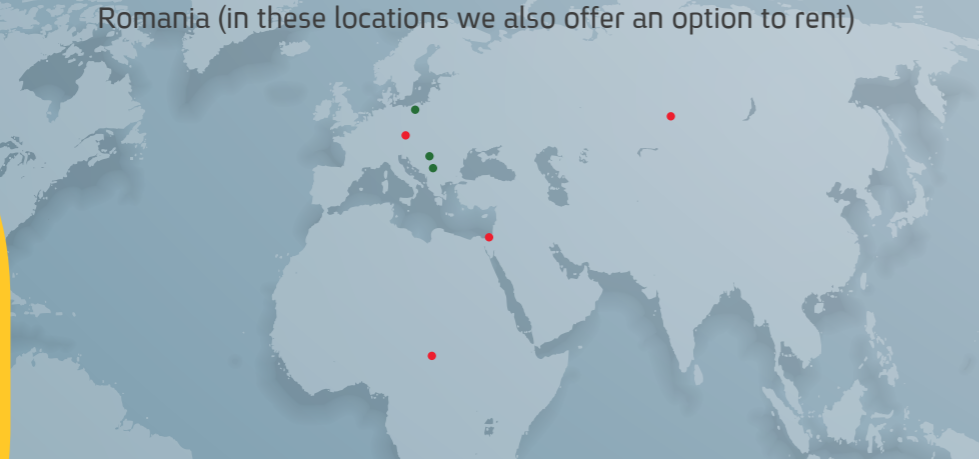 Romania (in these locations we also offer an option to rent)